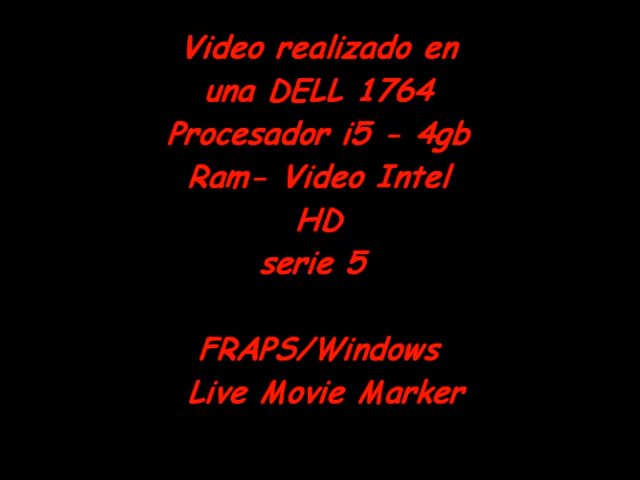 Video realizado en
una DELL 1764
Procesador i5 - 4gb
Ram- Video Intel
HD
serie 5
FRAPS/Windows
Live Movie Marker